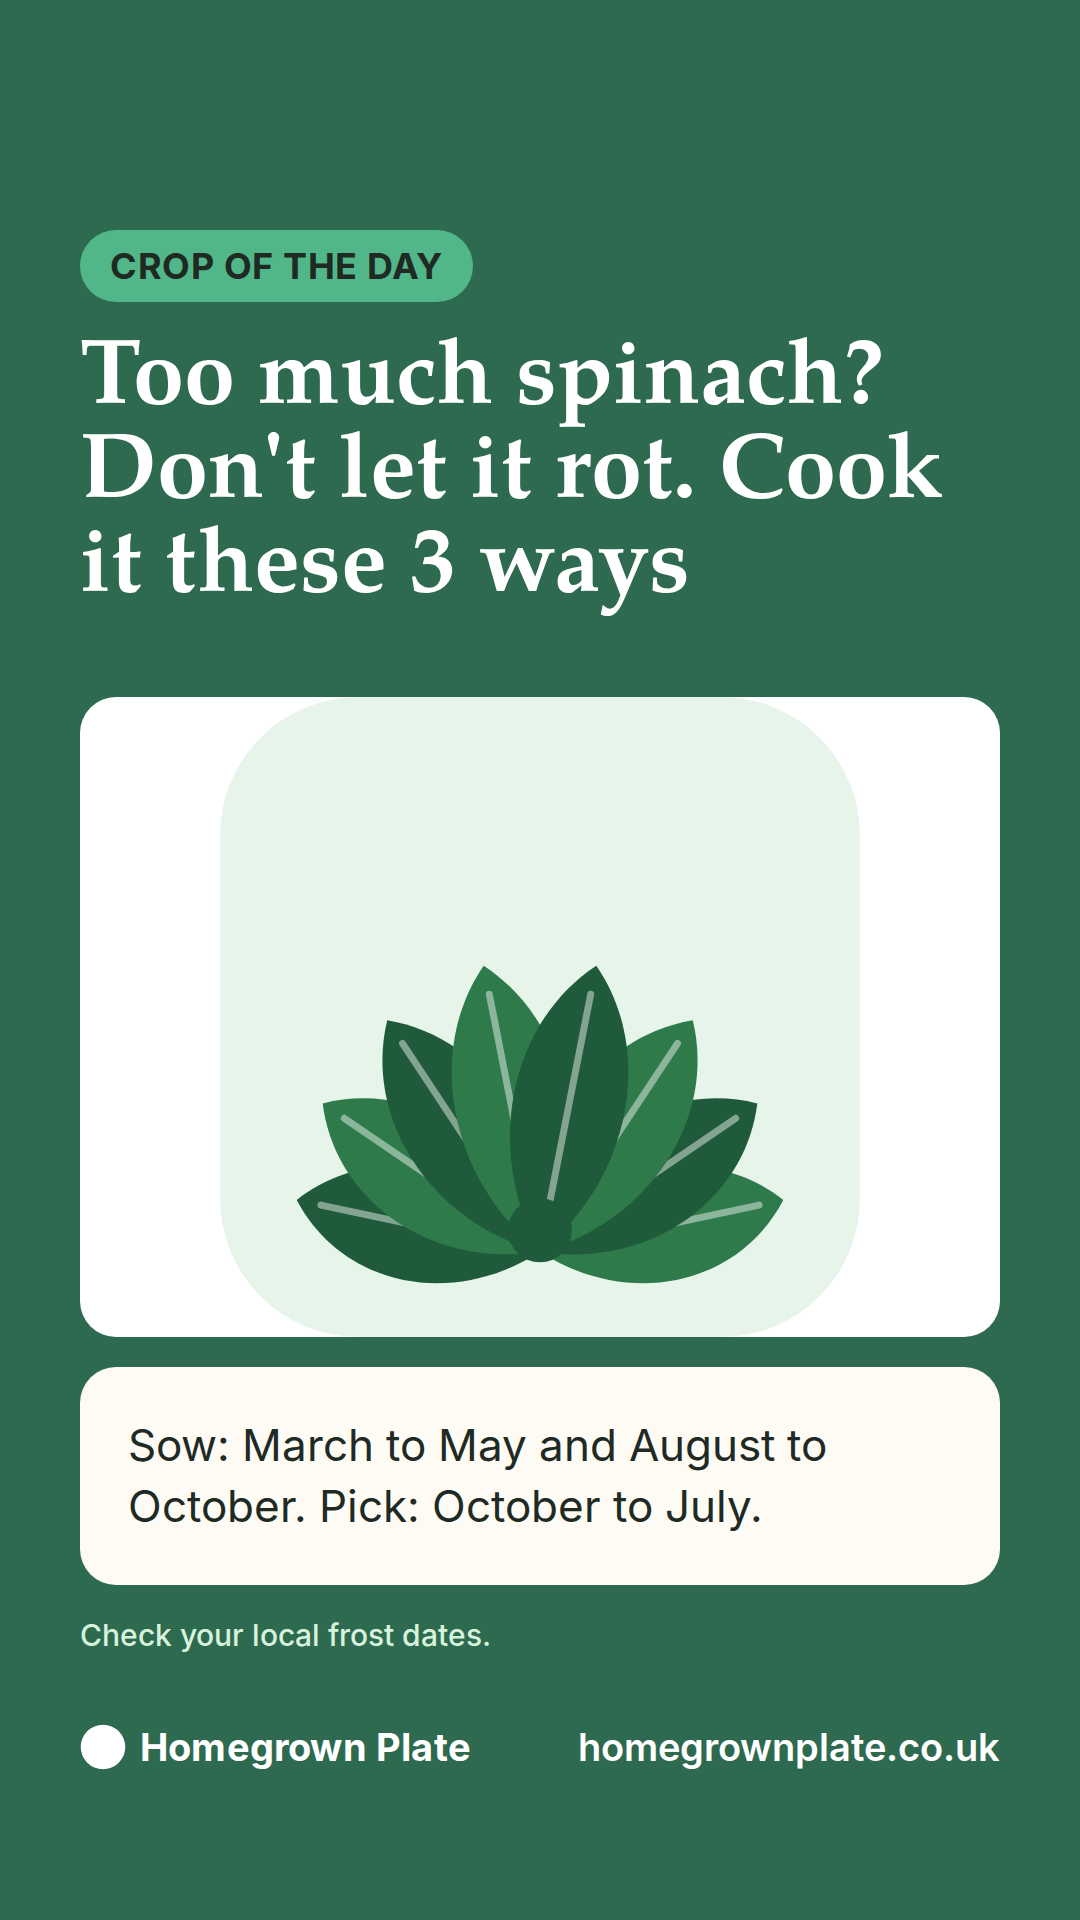 CROP OF THE DAY
Too much spinach?
Don't let it rot. Cook
it these 3 ways
Sow: March to May and August to
October. Pick: October to July.
Check your local frost dates.
Homegrown Plate
homegrownplate.co.uk